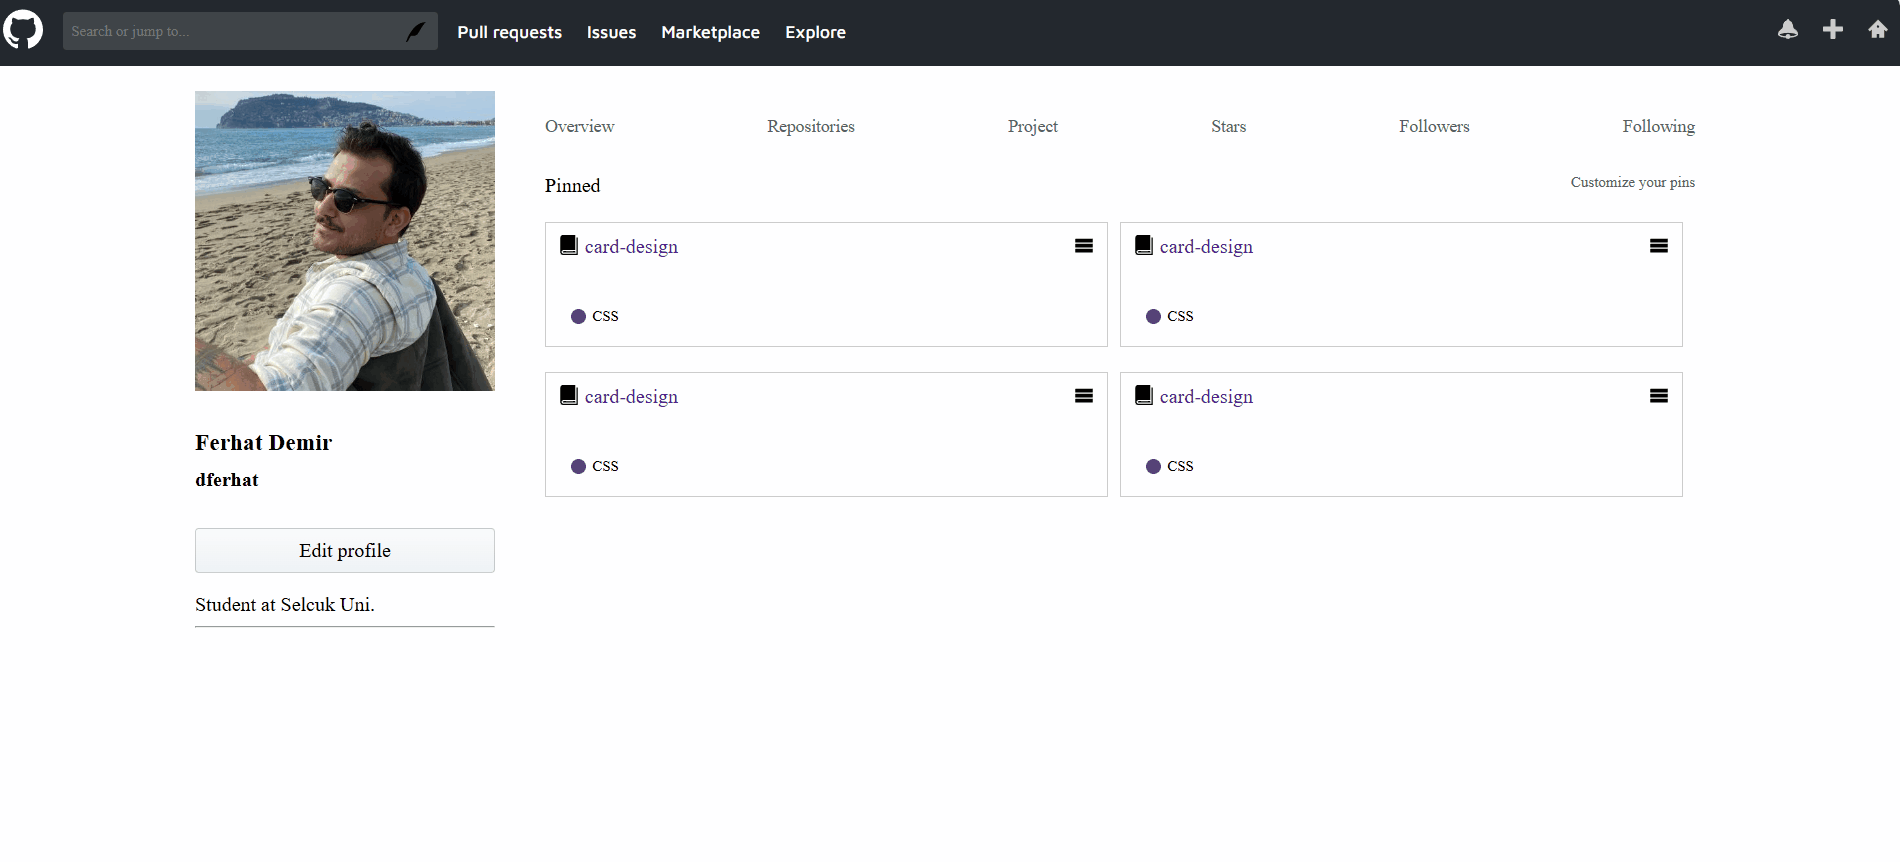 Search or jump to... Pull requests Issues Marketplace Explore
Overview Repositories Project Stars Followers Following
Pinned Customize your pins
card-design card-design
CSS CSS
card-design card-design
CSS CSS
Ferhat Demir
dferhat
Edit profile
Student at Selcuk Uni.